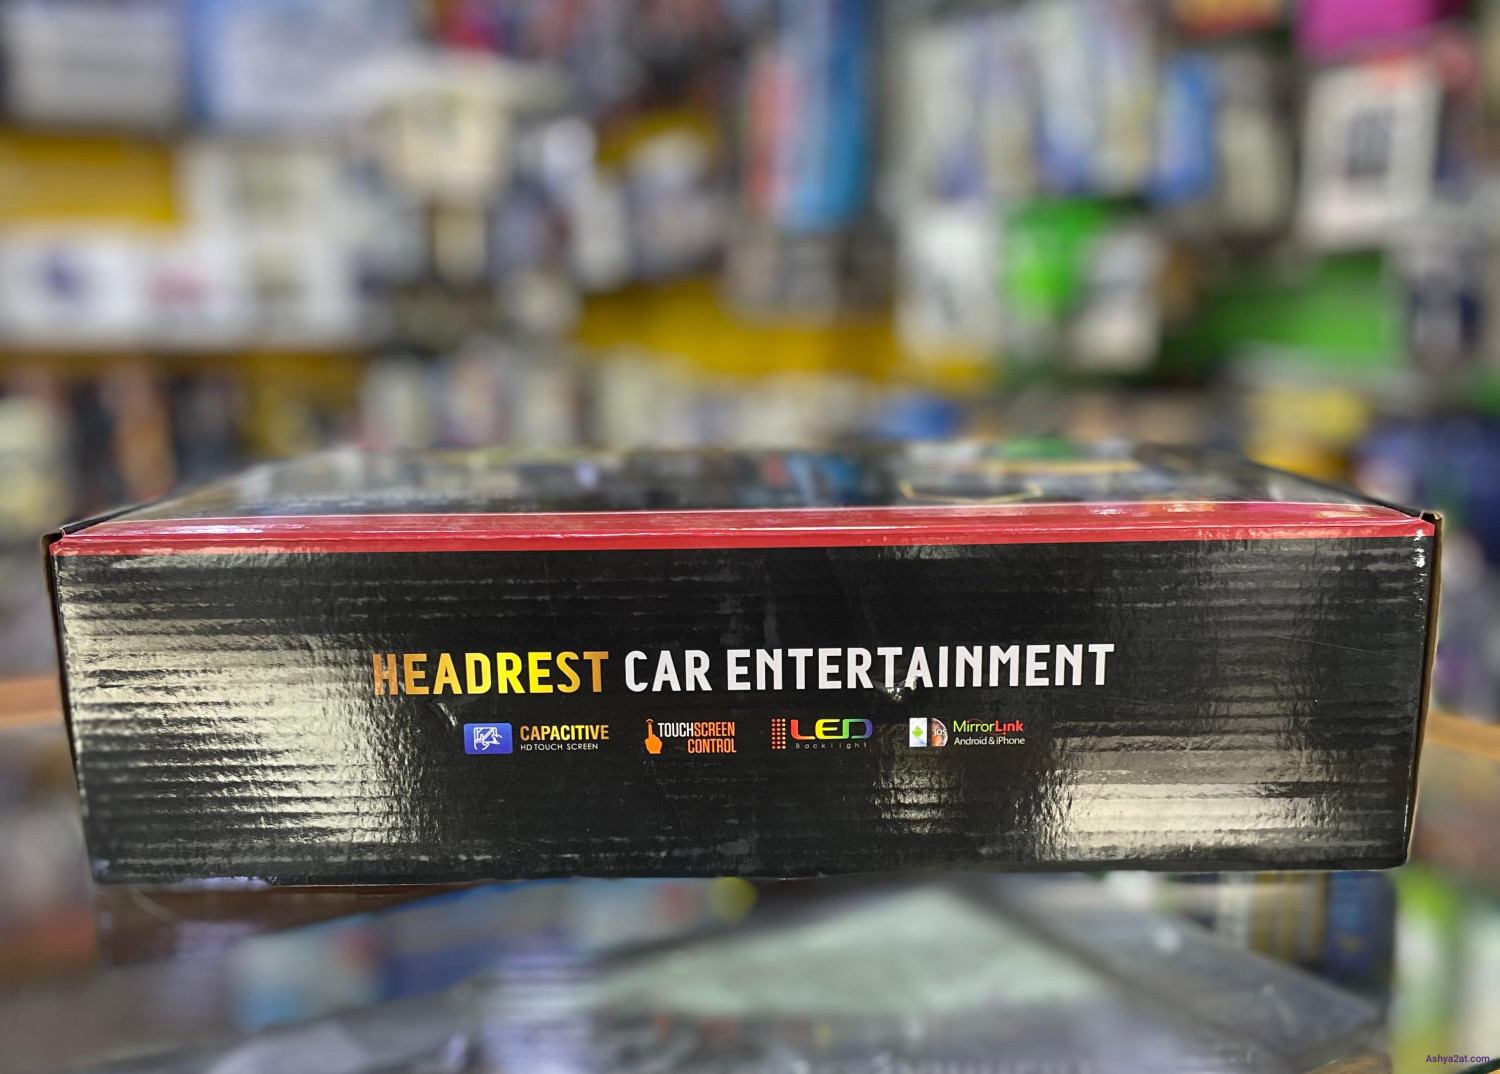 HEADREST CAR ENTERTAINMENT
CAPACITIVE
HD TOUCH SCREEN
TOUCHSCREEN
CONTROL
LED
Backlight
iOS
MirrorLink
Android & iPhone
Ashya2at.com